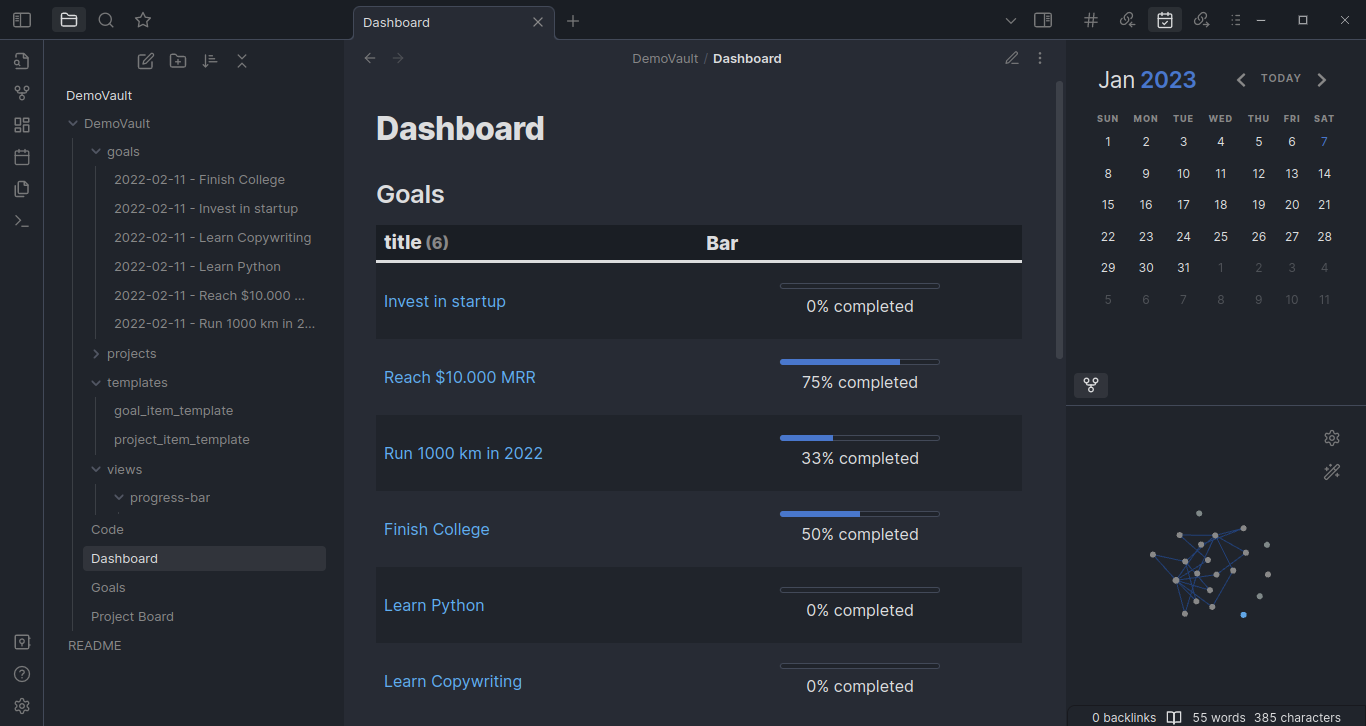 Dashboard
DemoVault / Dashboard
DemoVault
DemoVault
goals
2022-02-11 - Finish College
2022-02-11 - Invest in startup
2022-02-11 - Learn Copywriting
2022-02-11 - Learn Python
2022-02-11 - Reach $10.000 ...
2022-02-11 - Run 1000 km in 2...
projects
templates
goal_item_template
project_item_template
views
progress-bar
Code
Dashboard
Goals
Project Board
README
Dashboard
Goals
title (6) Bar
Invest in startup 0% completed
Reach $10.000 MRR 75% completed
Run 1000 km in 2022 33% completed
Finish College 50% completed
Learn Python 0% completed
Learn Copywriting 0% completed
Jan 2023 TODAY
SUN MON TUE WED THU FRI SAT
1 2 3 4 5 6 7
8 9 10 11 12 13 14
15 16 17 18 19 20 21
22 23 24 25 26 27 28
29 30 31 1 2 3 4
5 6 7 8 9 10 11
0 backlinks 55 words 385 characters